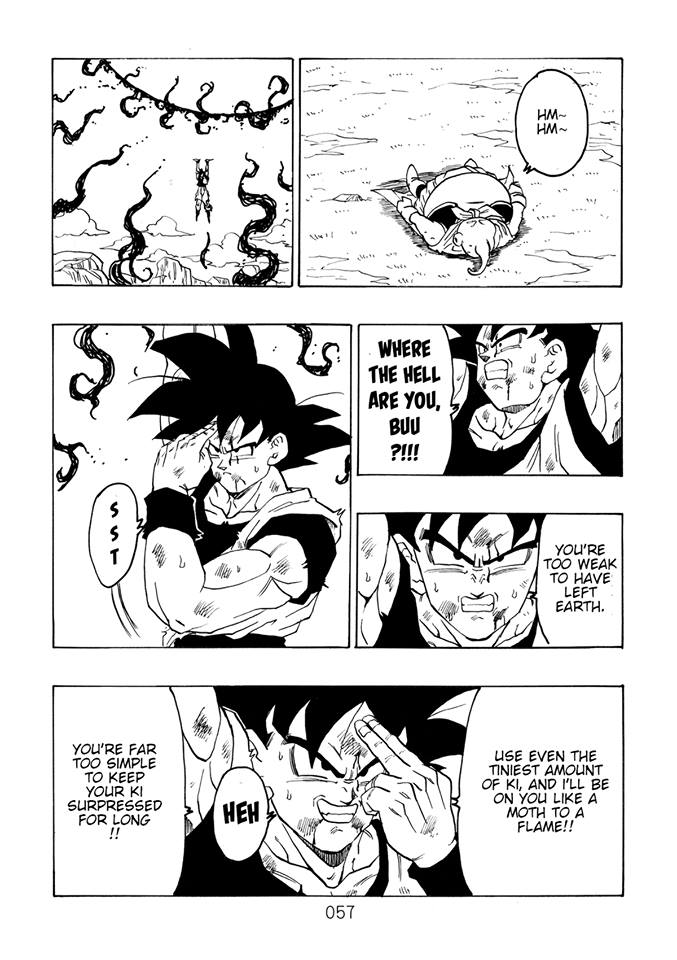 HM~
HM~
WHERE
THE HELL
ARE YOU,
BUU
?!!!
YOU'RE
TOO WEAK
TO HAVE
LEFT
EARTH.
SST
USE EVEN THE
TINIEST AMOUNT
OF KI, AND I'LL BE
ON YOU LIKE A
MOTH TO A
FLAME!!
HEH
YOU'RE FAR
TOO SIMPLE
TO KEEP
YOUR KI
SURPRESSED
FOR LONG
!!
057